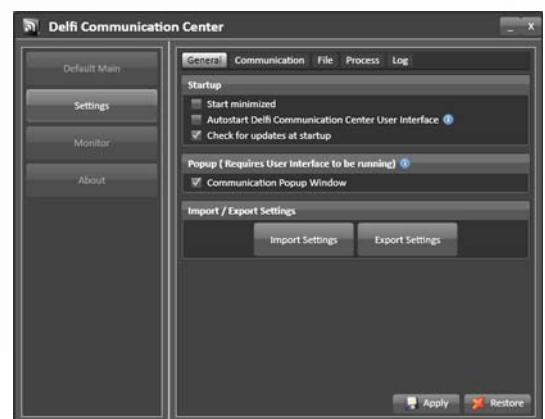 Delfi Communication Center
Default Main
Settings
Monitor
About
General Communication File Process Log
Startup
Start minimized
Autostart Delfi Communication Center User Interface
Check for updates at startup
Popup ( Requires User Interface to be running)
Communication Popup Window
Import / Export Settings
Import Settings Export Settings
Apply Restore